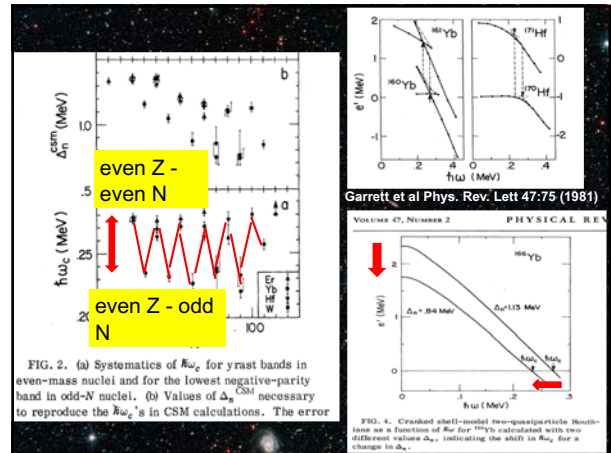 b
Δn^csm (MeV)
1.0
even Z -
even N
.5
a
ħωc (MeV)
.25
.20
even Z - odd
N
Er
Yb
Hf
W
100
FIG. 2. (a) Systematics of ħωc for yrast bands in
even-mass nuclei and for the lowest negative-parity
band in odd-N nuclei. (b) Values of Δn^CSM necessary
to reproduce the ħωc's in CSM calculations. The error
e' (MeV)
2
1
0
-1
161Yb
160Yb
171Hf
170Hf
1
0
-1
-2
e'
0 .2 .4
0 .2 .4
ħω (MeV)
Garrett et al Phys. Rev. Lett 47:75 (1981)
VOLUME 47, NUMBER 2 PHYSICAL REV
166Yb
e' (MeV)
2
1
0
Δn=.84 MeV
Δn=1.13 MeV
ħωc
ħωc
0 .1 .2 .3
ħω (MeV)
FIG. 4. Cranked shell-model two-quasiparticle Routh-
ians as a function of ħω for 166Yb calculated with two
different values Δn, indicating the shift in ħωc for a
change in Δn.